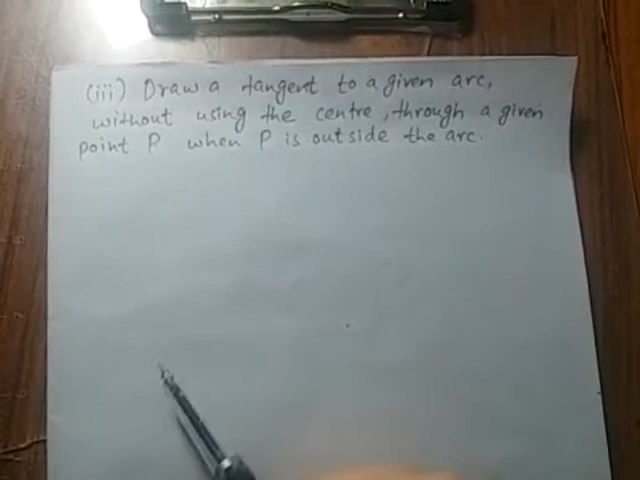 (iii) Draw a tangent to a given arc,
without using the centre, through a given
point P when P is outside the arc.